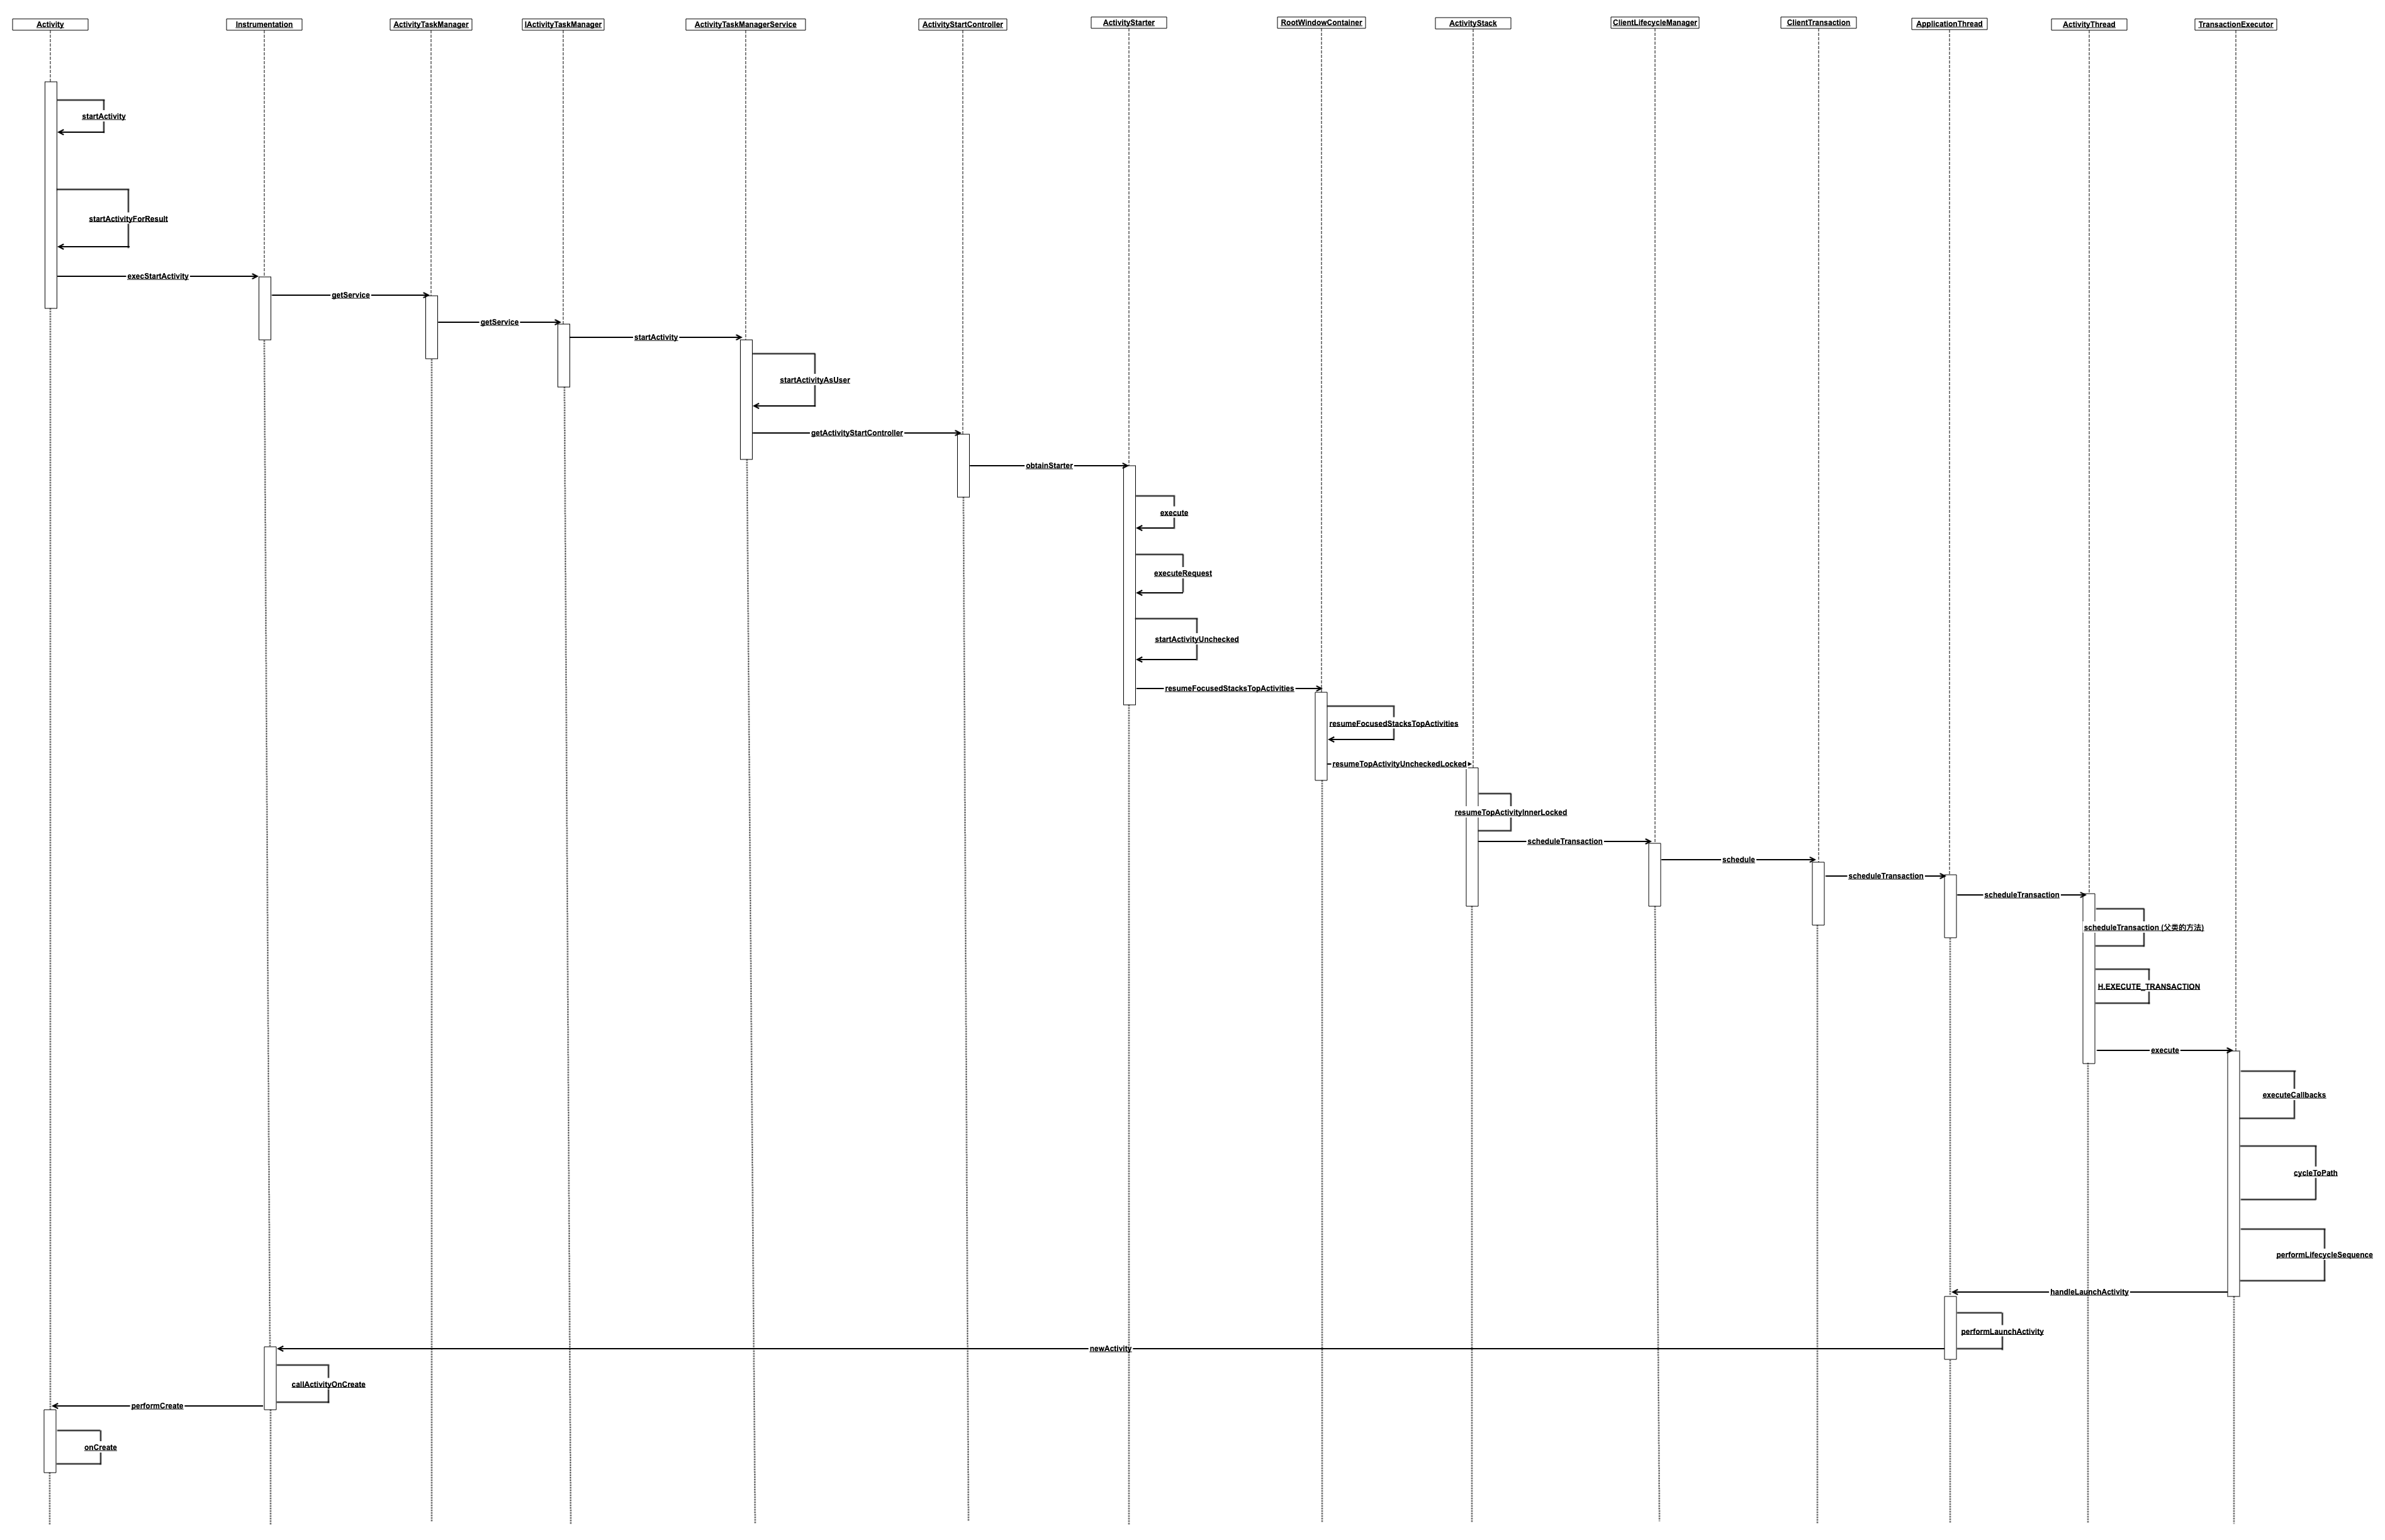 Activity
Instrumentation
ActivityTaskManager
IActivityTaskManager
ActivityTaskManagerService
ActivityStartController
ActivityStarter
RootWindowContainer
ActivityStack
ClientLifecycleManager
ClientTransaction
ApplicationThread
ActivityThread
TransactionExecutor
startActivity
startActivityForResult
execStartActivity
getService
getService
startActivity
startActivityAsUser
getActivityStartController
obtainStarter
execute
executeRequest
startActivityUnchecked
resumeFocusedStacksTopActivities
resumeFocusedStacksTopActivities
resumeTopActivityUncheckedLocked
resumeTopActivityInnerLocked
scheduleTransaction
schedule
scheduleTransaction
scheduleTransaction
scheduleTransaction (父类的方法)
H.EXECUTE_TRANSACTION
execute
executeCallbacks
cycleToPath
performLifecycleSequence
handleLaunchActivity
performLaunchActivity
newActivity
callActivityOnCreate
performCreate
onCreate